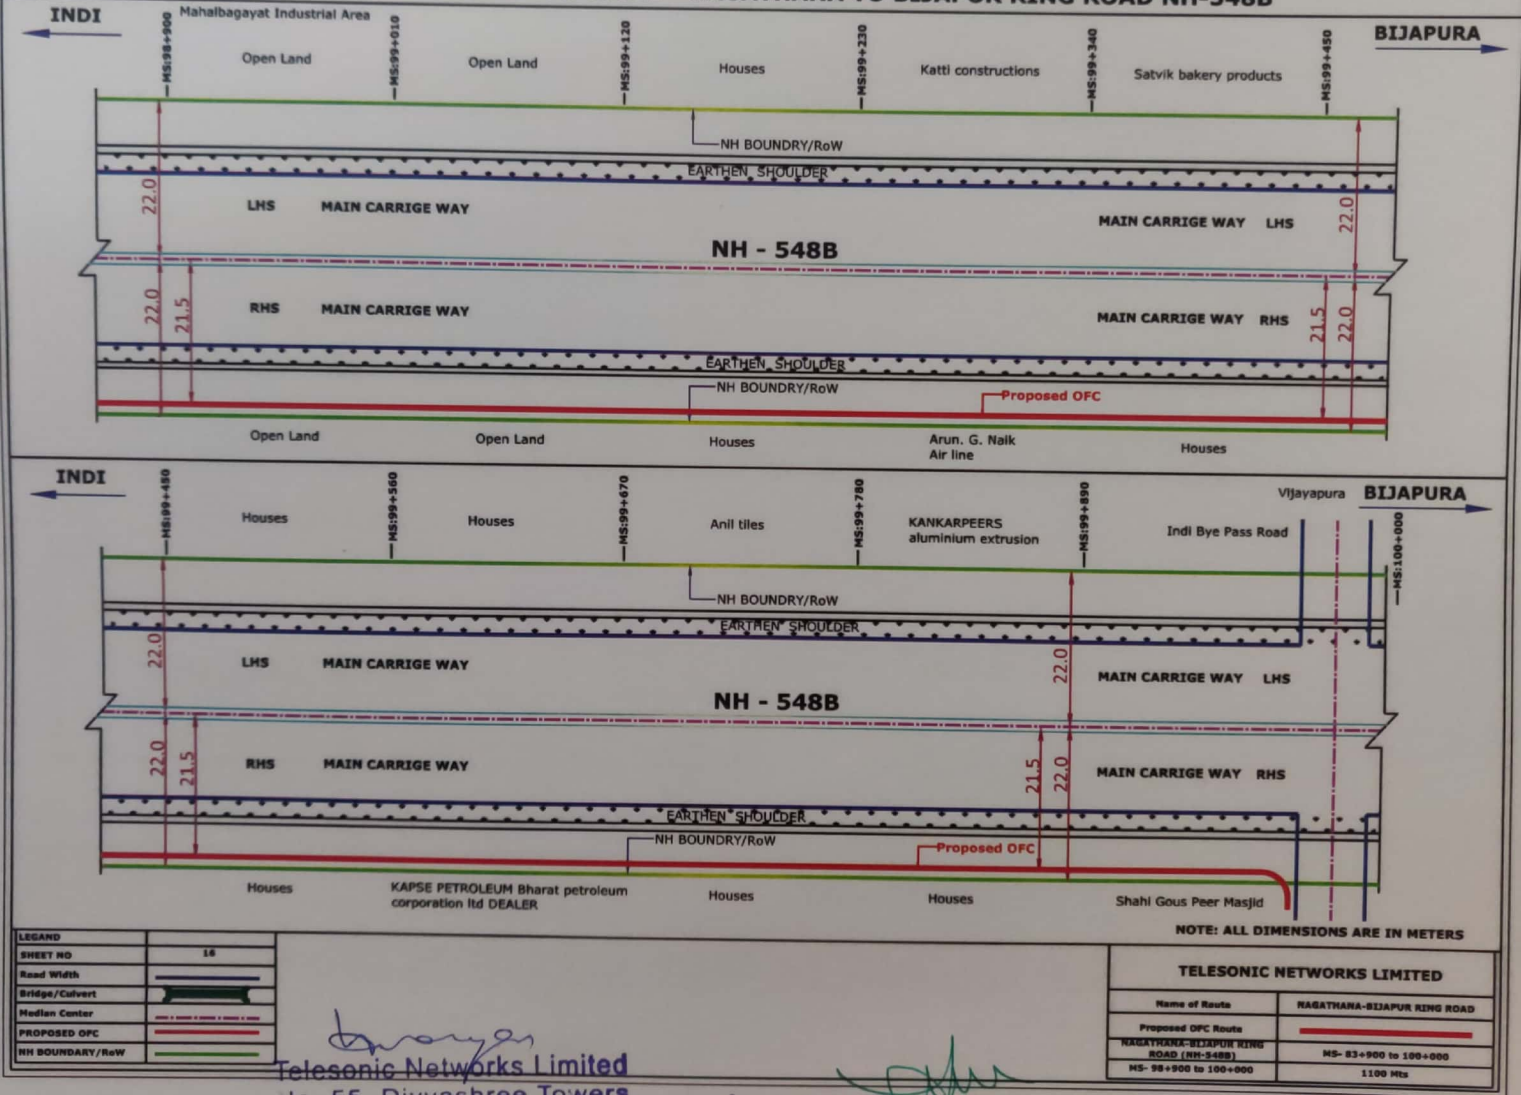 TO BIJAPUR RING ROAD NH-548B
INDI
Mahalbagayat Industrial Area
MS:98+900
MS:99+010
MS:99+120
MS:99+230
MS:99+340
MS:99+450
BIJAPURA
Open Land
Open Land
Houses
Katti constructions
Satvik bakery products
NH BOUNDRY/RoW
EARTHEN SHOULDER
22.0
LHS MAIN CARRIGE WAY
MAIN CARRIGE WAY LHS
22.0
NH - 548B
22.0
21.5
RHS MAIN CARRIGE WAY
MAIN CARRIGE WAY RHS
21.5
22.0
EARTHEN SHOULDER
NH BOUNDRY/RoW
Proposed OFC
Open Land
Open Land
Houses
Arun. G. Naik
Air line
Houses
INDI
MS:99+450
MS:99+560
MS:99+670
MS:99+780
MS:99+890
Vijayapura
BIJAPURA
MS:100+000
Houses
Houses
Anil tiles
KANKARPEERS
aluminium extrusion
Indi Bye Pass Road
NH BOUNDRY/RoW
EARTHEN SHOULDER
22.0
LHS MAIN CARRIGE WAY
22.0
MAIN CARRIGE WAY LHS
NH - 548B
22.0
21.5
RHS MAIN CARRIGE WAY
21.5
22.0
MAIN CARRIGE WAY RHS
EARTHEN SHOULDER
NH BOUNDRY/RoW
Proposed OFC
Houses
KAPSE PETROLEUM Bharat petroleum
corporation ltd DEALER
Houses
Houses
Shahi Gous Peer Masjid
NOTE: ALL DIMENSIONS ARE IN METERS
LEGAND
SHEET NO 16
Road Width
Bridge/Culvert
Median Center
PROPOSED OFC
NH BOUNDARY/RoW
Telesonic Networks Limited
55, Divyashree Towers
TELESONIC NETWORKS LIMITED
Name of Route NAGATHANA-BIJAPUR RING ROAD
Proposed OFC Route
NAGATHANA-BIJAPUR RING
ROAD (NH-548B) MS- 83+900 to 100+000
MS- 98+900 to 100+000 1100 Mts